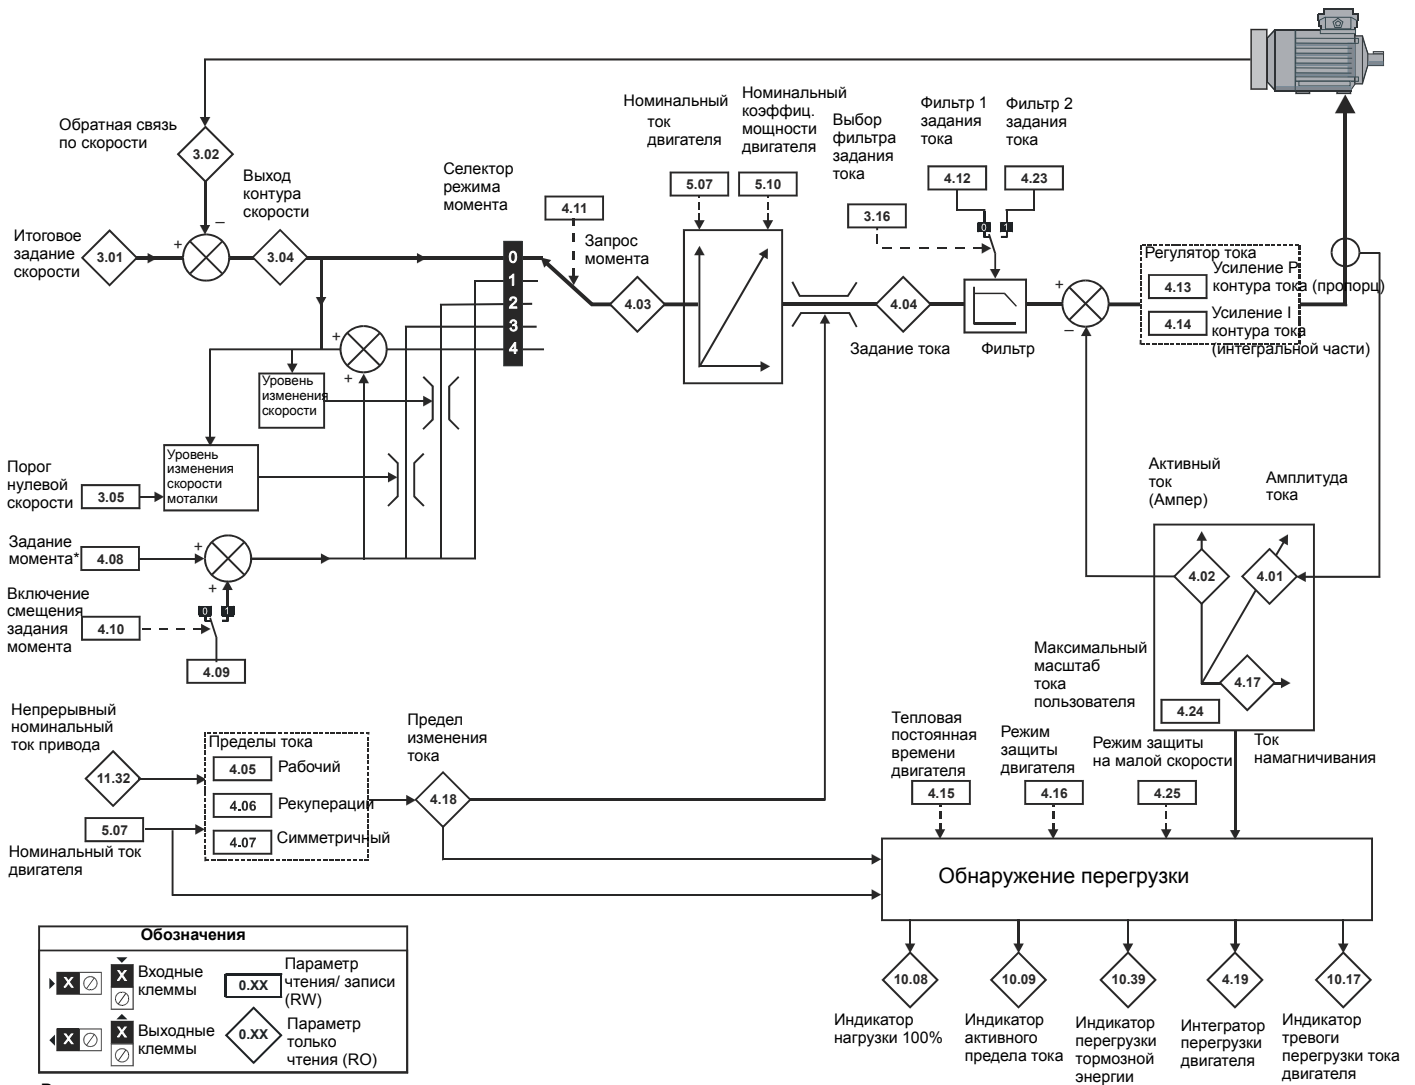 Обратная связь
по скорости
3.02
Выход
контура
скорости
Итоговое
задание
скорости
3.01
+
–
3.04
Селектор
режима
момента
4.11
Запрос
момента
0
1
2
3
4
4.03
Номинальный
ток
двигателя
5.07
Номинальный
коэффиц.
мощности
двигателя
5.10
Выбор
фильтра
задания
тока
3.16
Фильтр 1
задания
тока
4.12
Фильтр 2
задания
тока
4.23
0
1
4.04
Задание тока
Фильтр
+
–
Регулятор тока
4.13
Усиление P
контура тока (пропорц)
4.14
Усиление I
контура тока
(интегральной части)
+
+
Уровень
изменения
скорости
Уровень
изменения
скорости
моталки
Порог
нулевой
скорости
3.05
Задание
момента*
4.08
+
+
Включение
смещения
задания
момента
4.10
0
1
4.09
Активный
ток
(Ампер)
Амплитуда
тока
4.02
4.01
4.17
4.24
Максимальный
масштаб
тока
пользователя
Ток
намагничивания
Непрерывный
номинальный
ток привода
11.32
5.07
Номинальный ток
двигателя
Пределы тока
4.05
Рабочий
4.06
Рекуперации
4.07
Симметричный
Предел
изменения
тока
4.18
Тепловая
постоянная
времени
двигателя
4.15
Режим
защиты
двигателя
4.16
Режим защиты
на малой скорости
4.25
Обнаружение перегрузки
10.08
Индикатор
нагрузки 100%
10.09
Индикатор
активного
предела тока
10.39
Индикатор
перегрузки
тормозной
энергии
4.19
Интегратор
перегрузки
двигателя
10.17
Индикатор
тревоги
перегрузки тока
двигателя
Обозначения
X
X
Входные
клеммы
0.XX
Параметр
чтения/ записи
(RW)
X
X
Выходные
клеммы
0.XX
Параметр
только
чтения (RO)